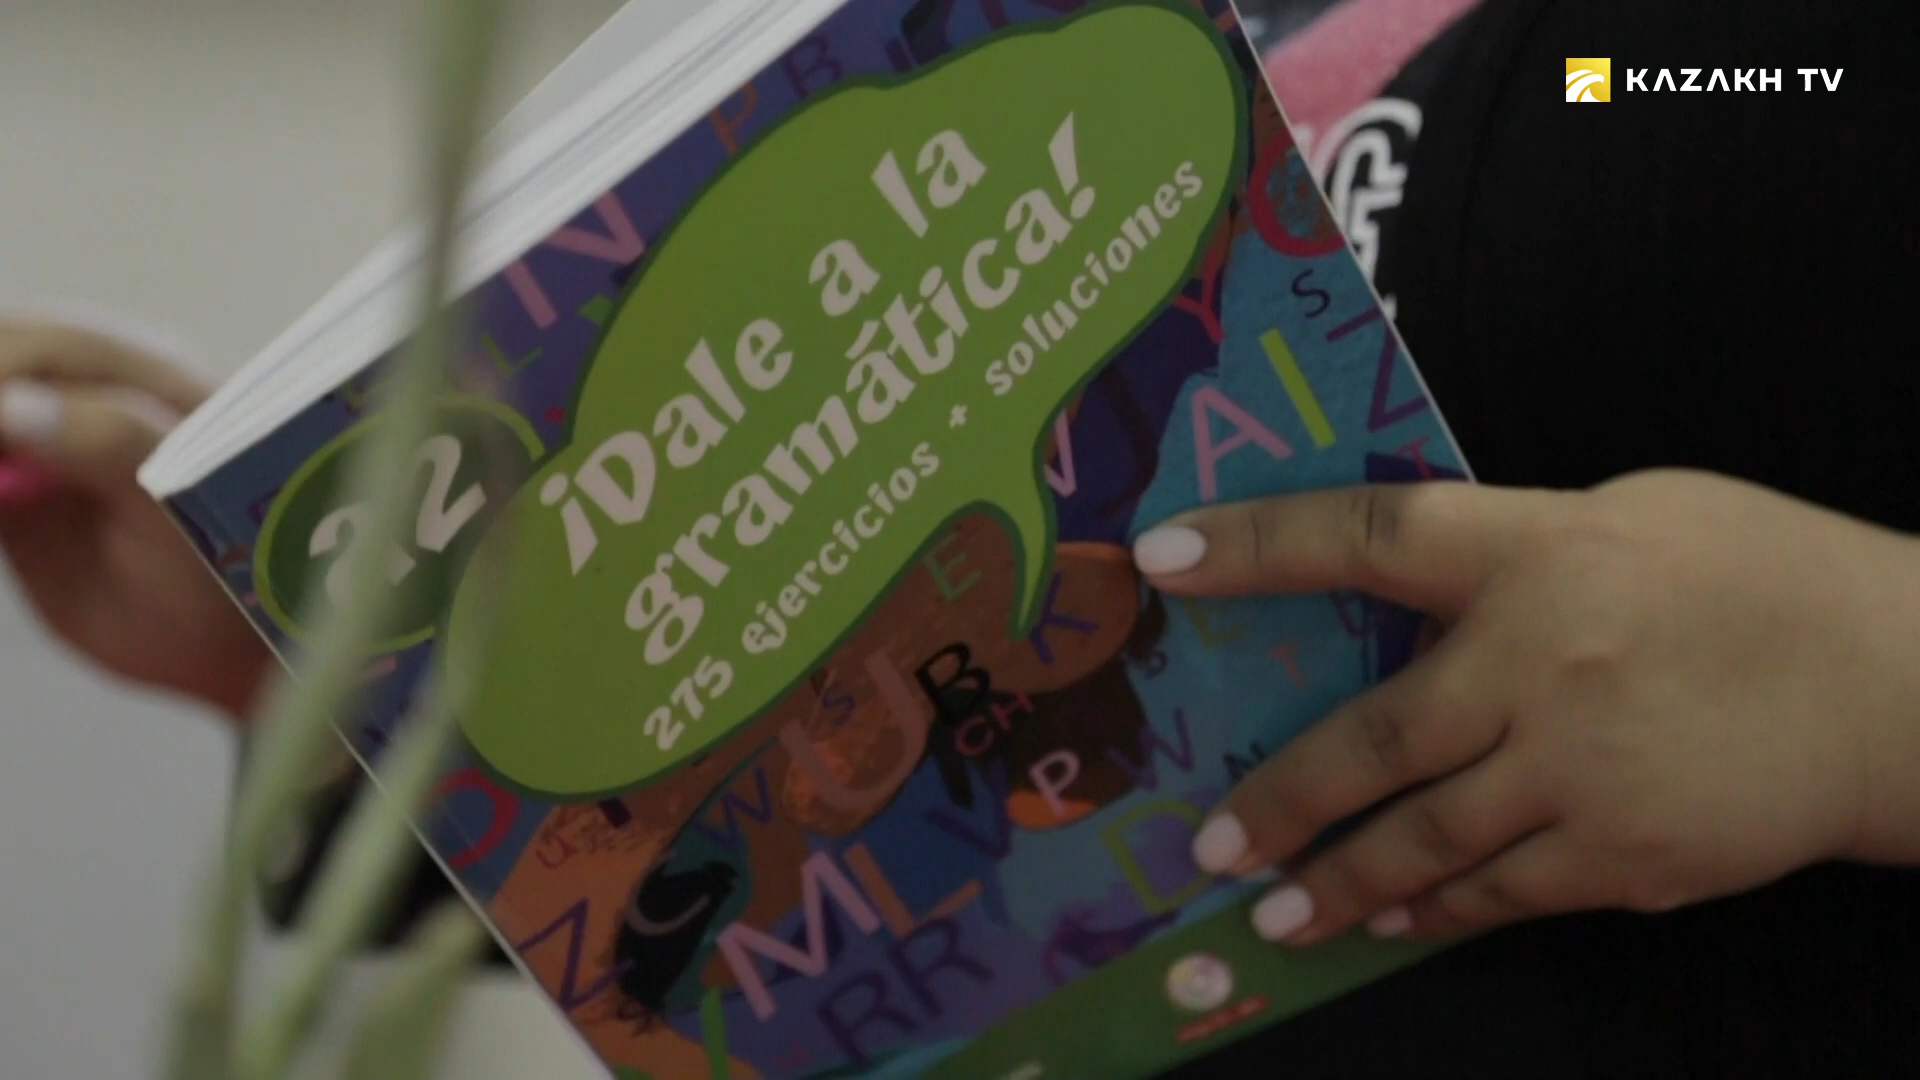 KAZAKH TV
A2
¡Dale a la
gramática!
275 ejercicios + soluciones